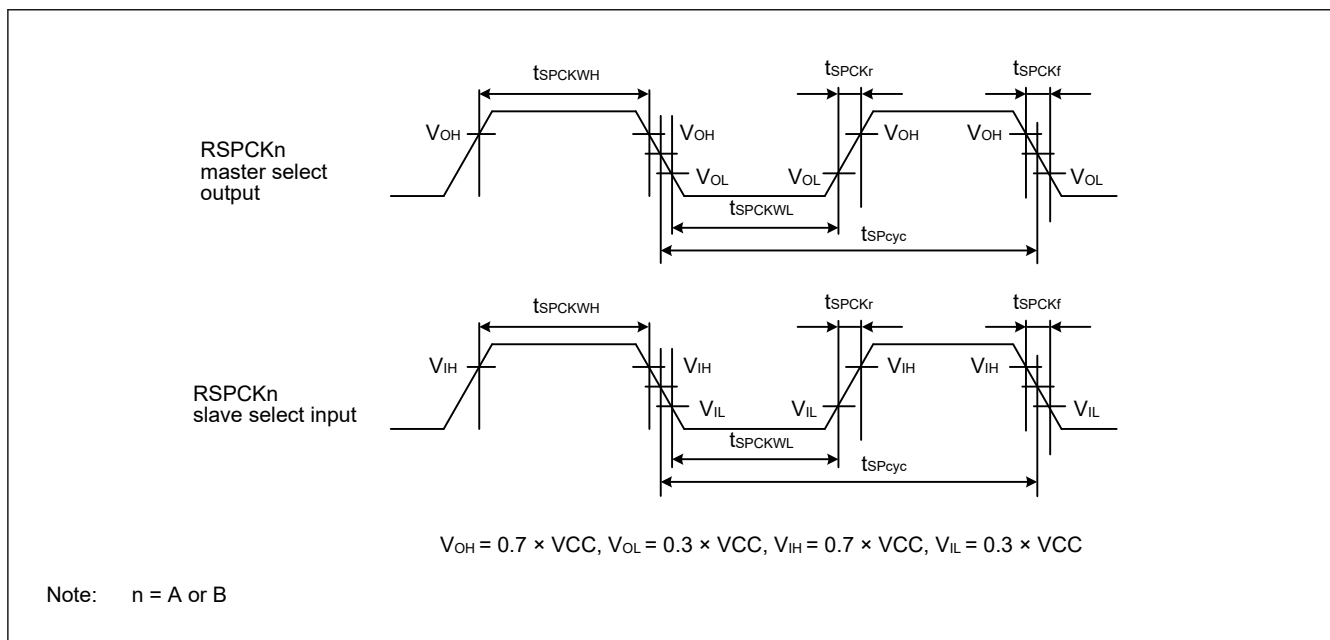 tSPCKWH
tSPCKr
tSPCKf
VOH
VOH
VOH
VOH
RSPCKn
master select
output
VOL
VOL
VOL
tSPCKWL
tSPcyc
tSPCKWH
tSPCKr
tSPCKf
VIH
VIH
VIH
VIH
RSPCKn
slave select input
VIL
VIL
VIL
tSPCKWL
tSPcyc
VOH = 0.7 × VCC, VOL = 0.3 × VCC, VIH = 0.7 × VCC, VIL = 0.3 × VCC
Note: n = A or B